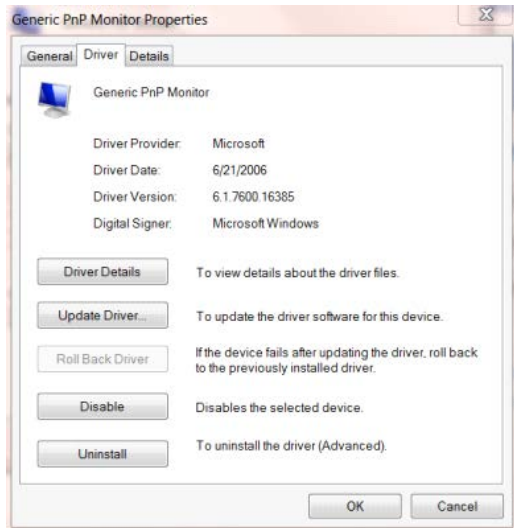 Generic PnP Monitor Properties
General Driver Details
Generic PnP Monitor
Driver Provider: Microsoft
Driver Date: 6/21/2006
Driver Version: 6.1.7600.16385
Digital Signer: Microsoft Windows
Driver Details To view details about the driver files.
Update Driver... To update the driver software for this device.
Roll Back Driver If the device fails after updating the driver, roll back
to the previously installed driver.
Disable Disables the selected device.
Uninstall To uninstall the driver (Advanced).
OK Cancel